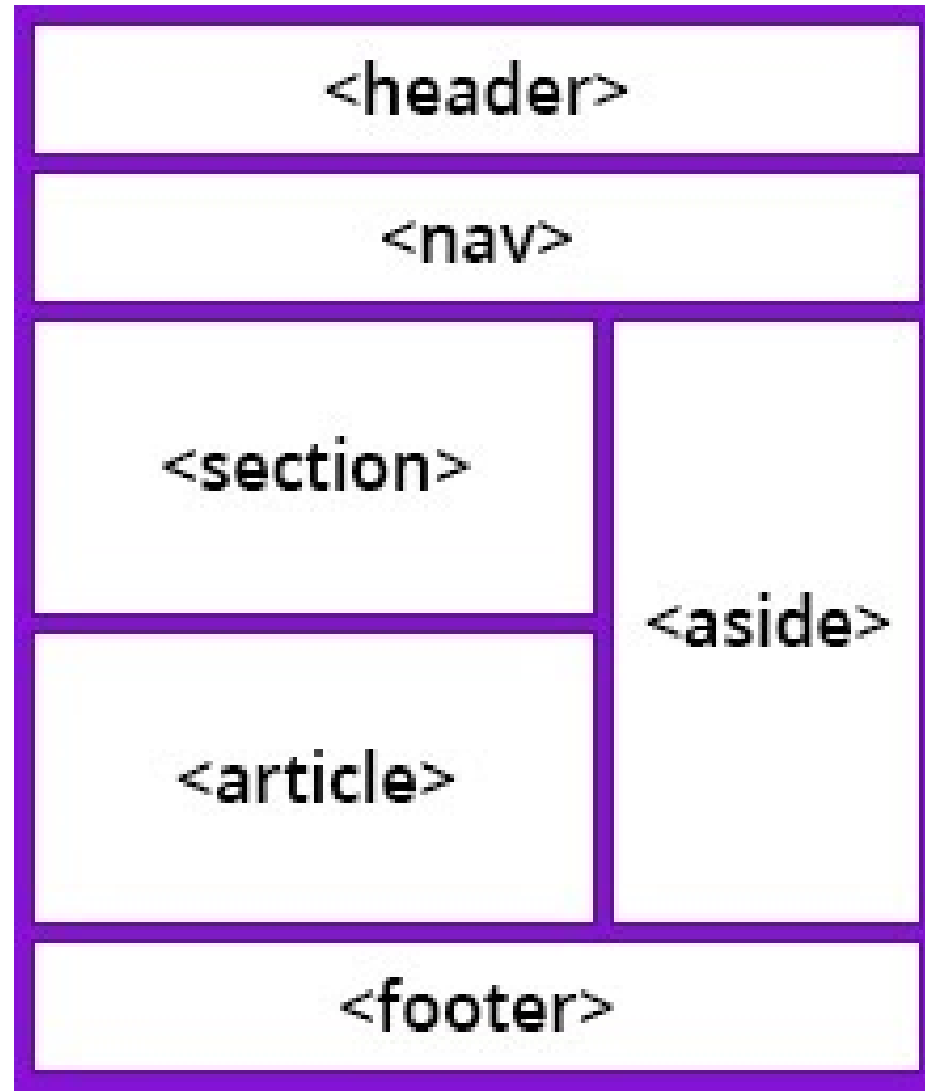 <header>
<nav>
<section>
<aside>
<article>
<footer>